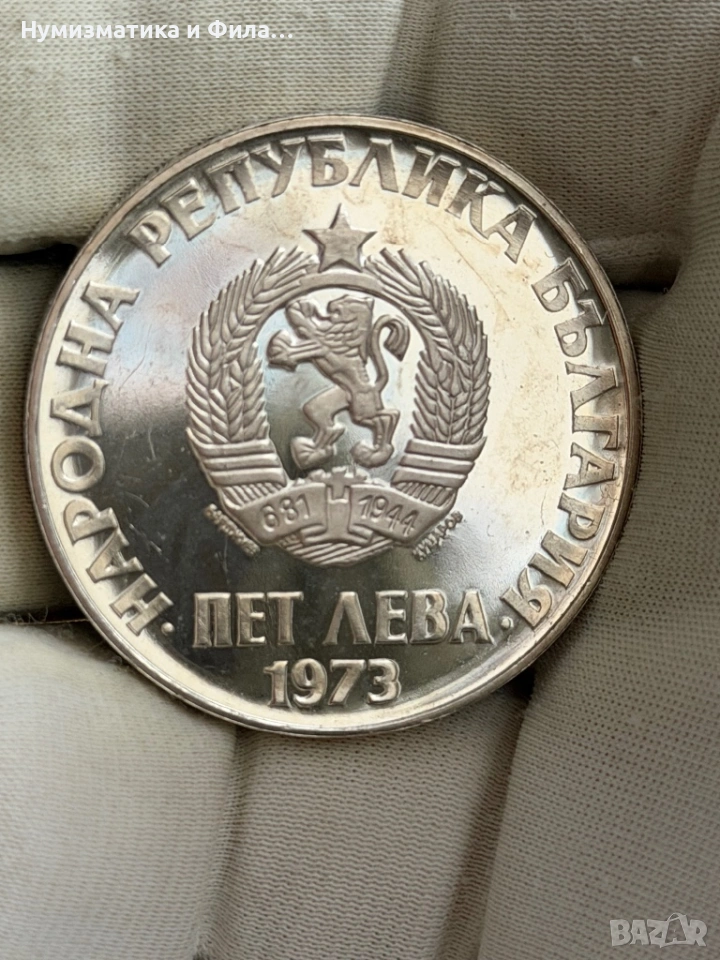 Нумизматика и Фила...
НАРОДНА РЕПУБЛИКА БЪЛГАРИЯ
681 1944
· ПЕТ ЛЕВА ·
1973
BAZAR